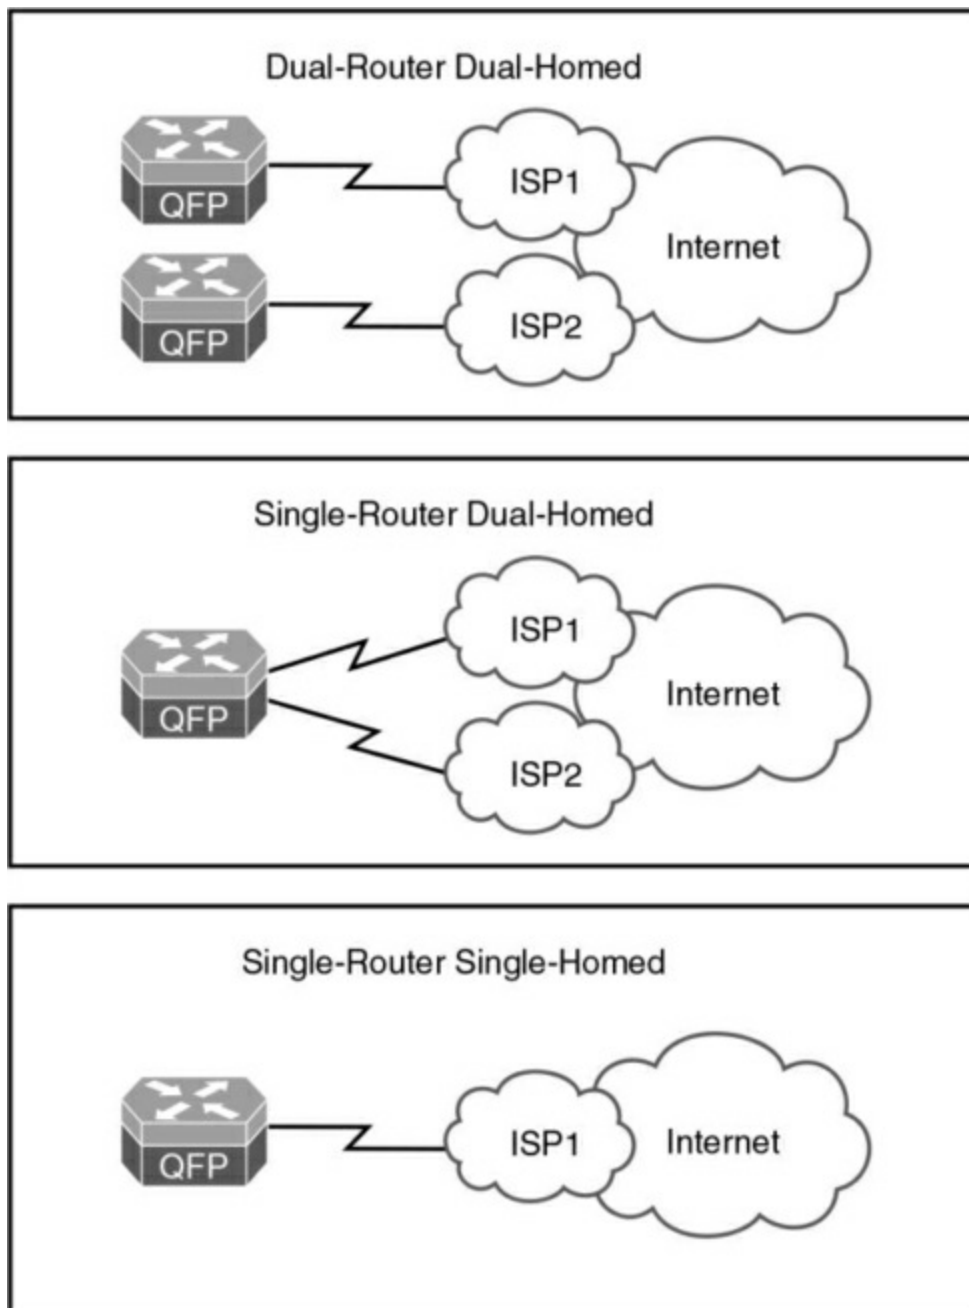 Dual-Router Dual-Homed
QFP
ISP1
Internet
QFP
ISP2
Single-Router Dual-Homed
ISP1
QFP
Internet
ISP2
Single-Router Single-Homed
QFP
ISP1
Internet